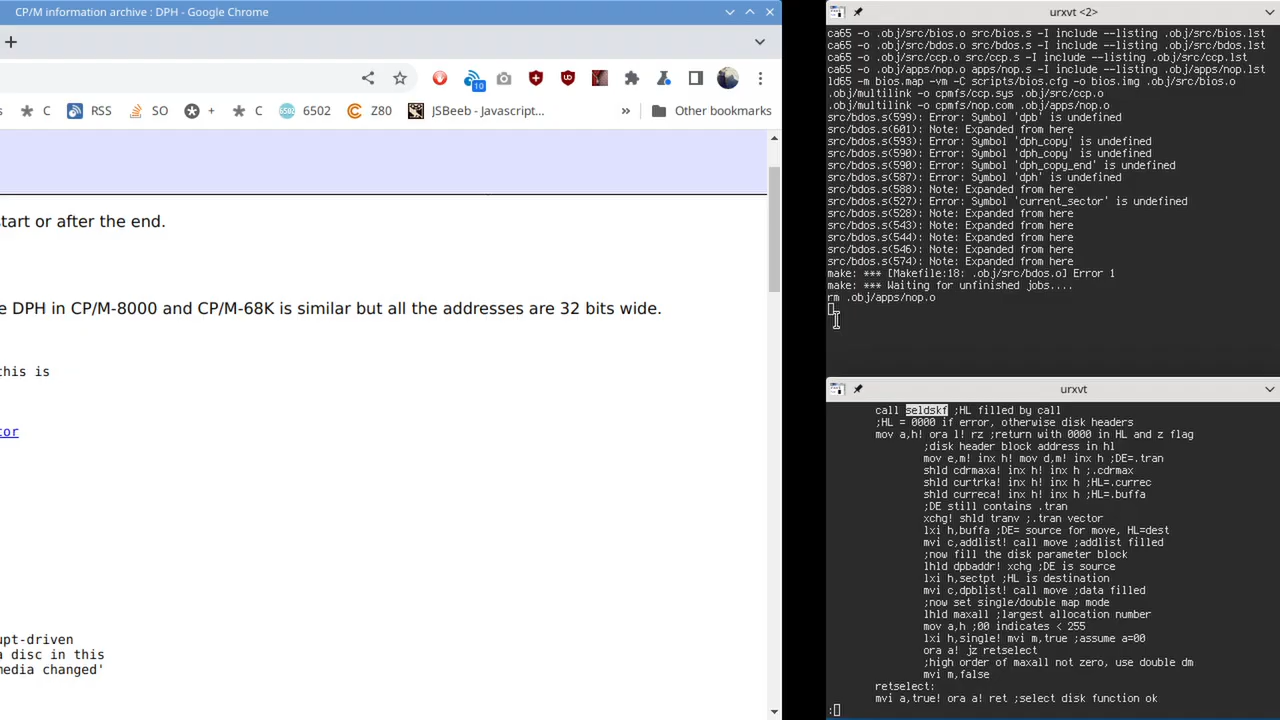 CP/M information archive : DPH - Google Chrome
10
C
RSS
SO
+
C
6502
6502
Z80
JSBeeb - Javascript...
»
Other bookmarks
start or after the end.
e DPH in CP/M-8000 and CP/M-68K is similar but all the addresses are 32 bits wide.
this is
tor
upt-driven
a disc in this
media changed'
urxvt <2>
ca65 -o .obj/src/bios.o src/bios.s -I include --listing .obj/src/bios.lst
ca65 -o .obj/src/bdos.o src/bdos.s -I include --listing .obj/src/bdos.lst
ca65 -o .obj/src/ccp.o src/ccp.s -I include --listing .obj/src/ccp.lst
ca65 -o .obj/apps/nop.o apps/nop.s -I include --listing .obj/apps/nop.lst
ld65 -m bios.map -vm -C scripts/bios.cfg -o bios.img .obj/src/bios.o
.obj/multilink -o cpmfs/ccp.sys .obj/src/ccp.o
.obj/multilink -o cpmfs/nop.com .obj/apps/nop.o
src/bdos.s(599): Error: Symbol 'dpb' is undefined
src/bdos.s(601): Note: Expanded from here
src/bdos.s(593): Error: Symbol 'dph_copy' is undefined
src/bdos.s(590): Error: Symbol 'dph_copy' is undefined
src/bdos.s(590): Error: Symbol 'dph_copy_end' is undefined
src/bdos.s(587): Error: Symbol 'dph' is undefined
src/bdos.s(588): Note: Expanded from here
src/bdos.s(527): Error: Symbol 'current_sector' is undefined
src/bdos.s(528): Note: Expanded from here
src/bdos.s(543): Note: Expanded from here
src/bdos.s(544): Note: Expanded from here
src/bdos.s(546): Note: Expanded from here
src/bdos.s(574): Note: Expanded from here
make: *** [Makefile:18: .obj/src/bdos.o] Error 1
make: *** Waiting for unfinished jobs....
rm .obj/apps/nop.o
urxvt
call seldskf ;HL filled by call
;HL = 0000 if error, otherwise disk headers
mov a,h! ora l! rz ;return with 0000 in HL and z flag
;disk header block address in hl
mov e,m! inx h! mov d,m! inx h ;DE=.tran
shld cdrmaxa! inx h! inx h ;.cdrmax
shld curtrka! inx h! inx h ;HL=.currec
shld curreca! inx h! inx h ;HL=.buffa
;DE still contains .tran
xchg! shld tranv ;.tran vector
lxi h,buffa ;DE= source for move, HL=dest
mvi c,addlist! call move ;addlist filled
;now fill the disk parameter block
lhld dpbaddr! xchg ;DE is source
lxi h,sectpt ;HL is destination
mvi c,dpblist! call move ;data filled
;now set single/double map mode
lhld maxall ;largest allocation number
mov a,h ;00 indicates < 255
lxi h,single! mvi m,true ;assume a=00
ora a! jz retselect
;high order of maxall not zero, use double dm
mvi m,false
retselect:
mvi a,true! ora a! ret ;select disk function ok
: